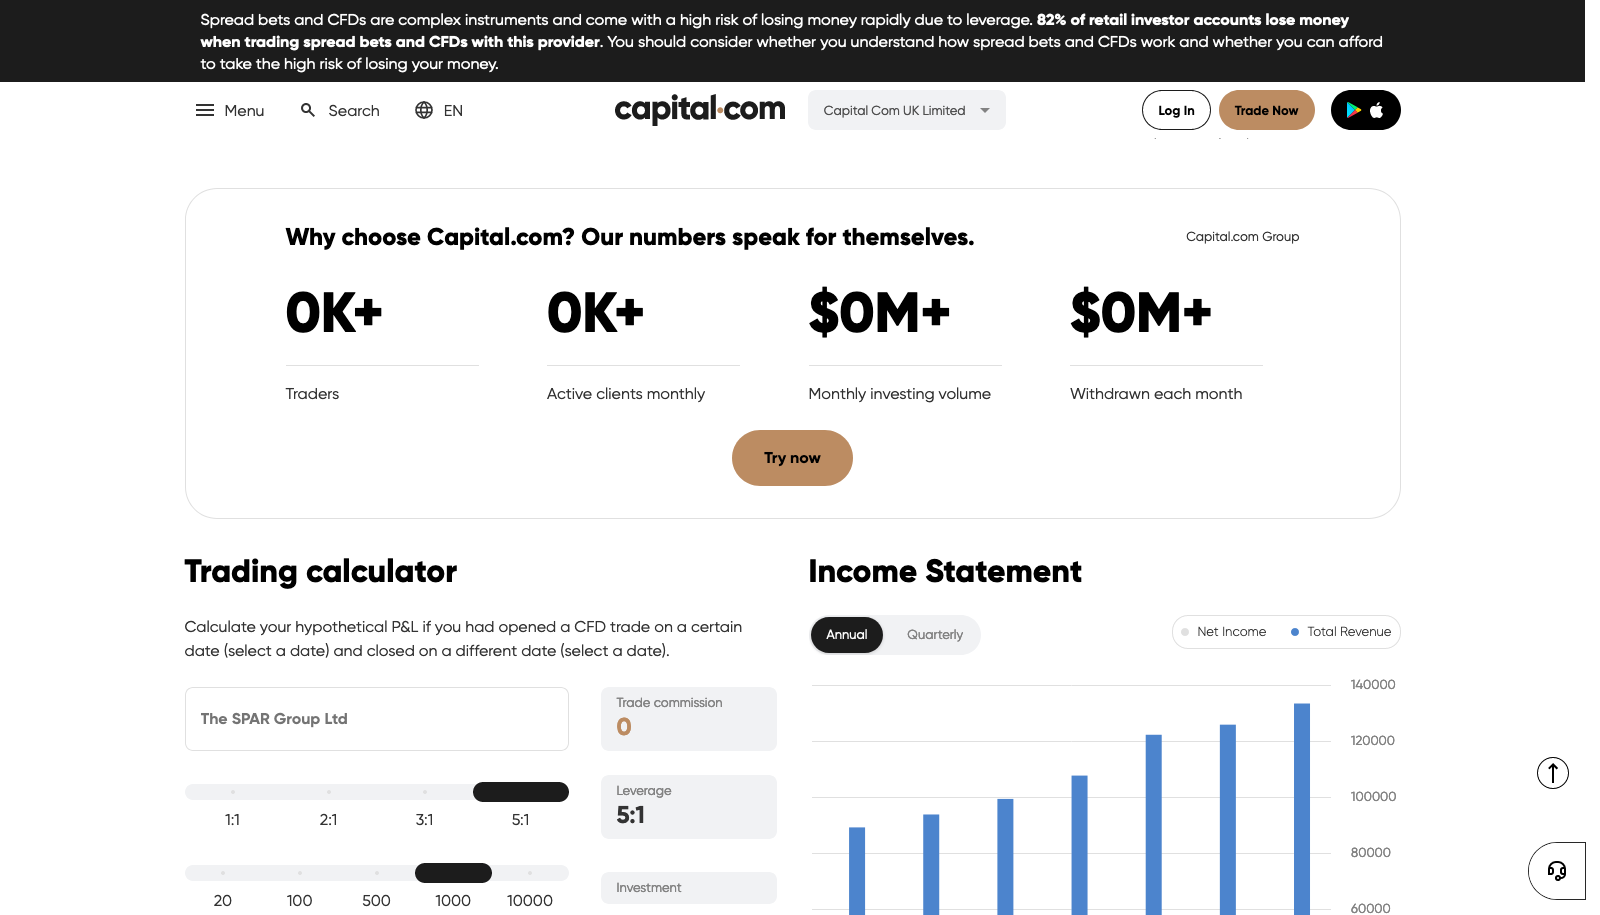 Spread bets and CFDs are complex instruments and come with a high risk of losing money rapidly due to leverage. 82% of retail investor accounts lose money
when trading spread bets and CFDs with this provider. You should consider whether you understand how spread bets and CFDs work and whether you can afford
to take the high risk of losing your money.
Menu
Search
EN
capital.com
Capital Com UK Limited
Log In
Trade Now
Why choose Capital.com? Our numbers speak for themselves.
Capital.com Group
0K+
0K+
$0M+
$0M+
Traders
Active clients monthly
Monthly investing volume
Withdrawn each month
Try now
Trading calculator
Calculate your hypothetical P&L if you had opened a CFD trade on a certain
date (select a date) and closed on a different date (select a date).
The SPAR Group Ltd
Trade commission
0
1:1
2:1
3:1
5:1
Leverage
5:1
20
100
500
1000
10000
Investment
Income Statement
Annual
Quarterly
Net Income
Total Revenue
140000
120000
100000
80000
60000